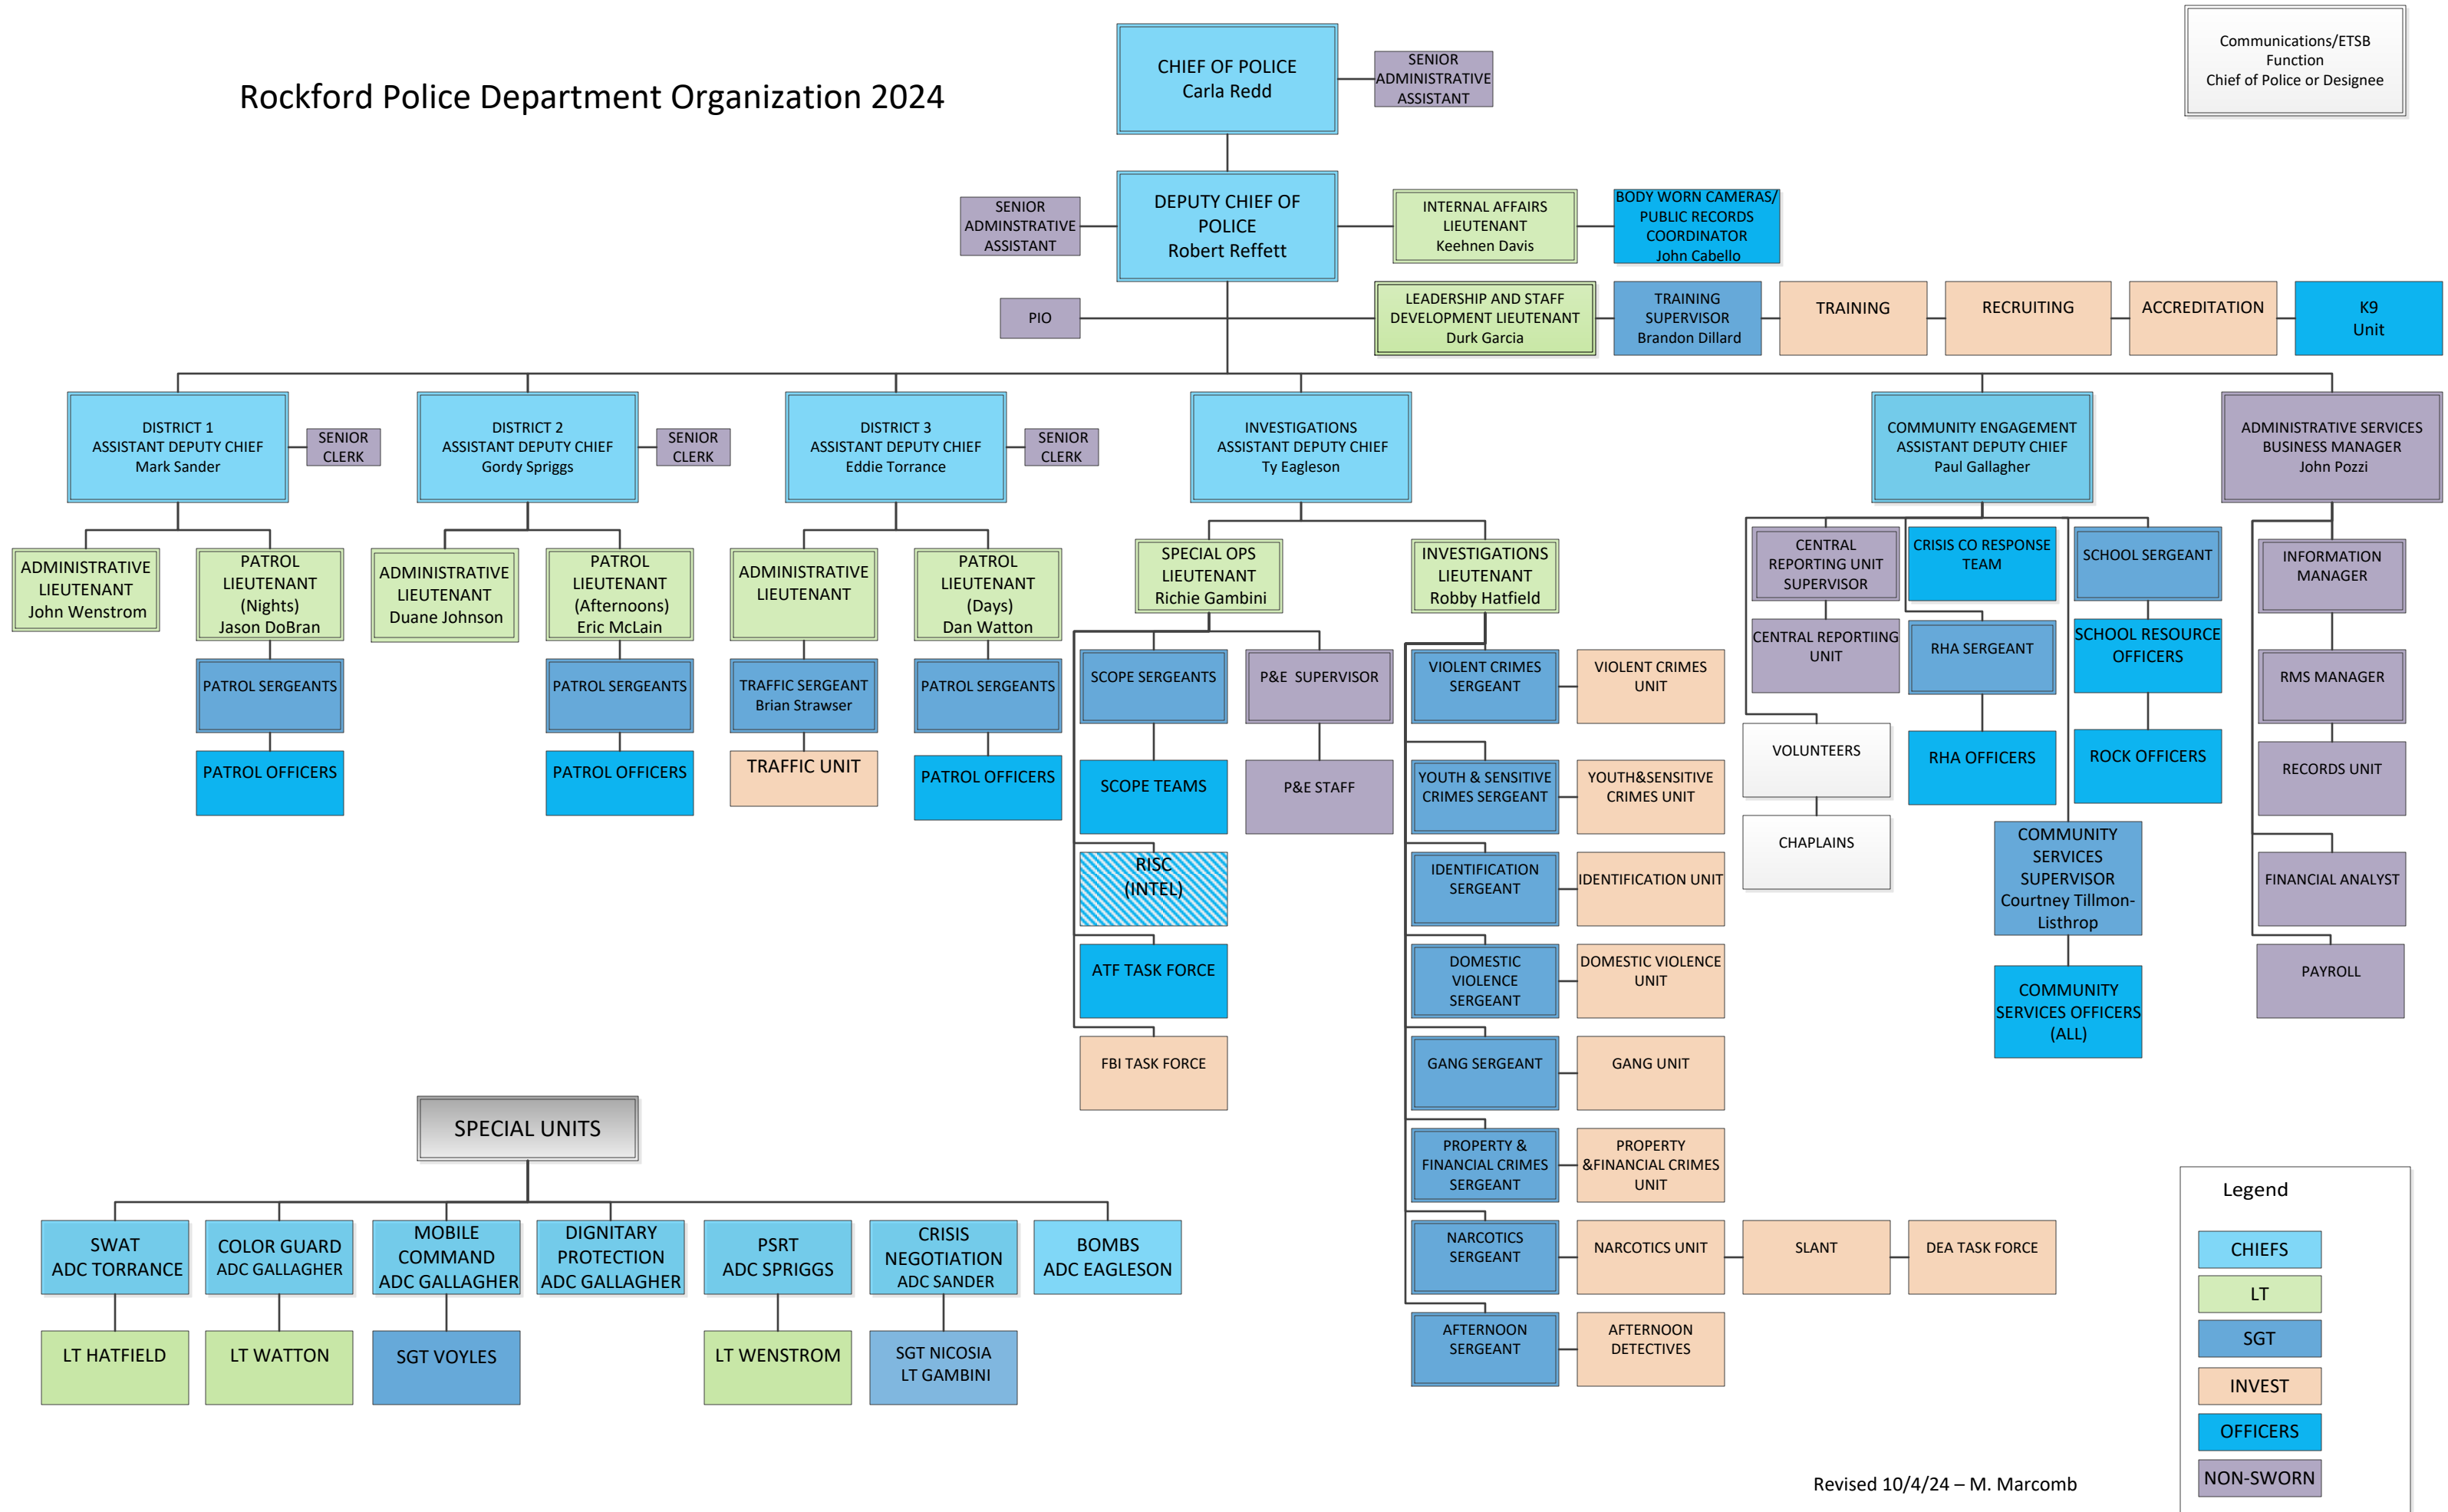 Rockford Police Department Organization 2024
CHIEF OF POLICE
Carla Redd
SENIOR
ADMINISTRATIVE
ASSISTANT
Communications/ETSB
Function
Chief of Police or Designee
SENIOR
ADMINSTRATIVE
ASSISTANT
DEPUTY CHIEF OF
POLICE
Robert Reffett
INTERNAL AFFAIRS
LIEUTENANT
Keehnen Davis
BODY WORN CAMERAS/
PUBLIC RECORDS
COORDINATOR
John Cabello
PIO
LEADERSHIP AND STAFF
DEVELOPMENT LIEUTENANT
Durk Garcia
TRAINING
SUPERVISOR
Brandon Dillard
TRAINING
RECRUITING
ACCREDITATION
K9
Unit
DISTRICT 1
ASSISTANT DEPUTY CHIEF
Mark Sander
SENIOR
CLERK
DISTRICT 2
ASSISTANT DEPUTY CHIEF
Gordy Spriggs
SENIOR
CLERK
DISTRICT 3
ASSISTANT DEPUTY CHIEF
Eddie Torrance
SENIOR
CLERK
INVESTIGATIONS
ASSISTANT DEPUTY CHIEF
Ty Eagleson
COMMUNITY ENGAGEMENT
ASSISTANT DEPUTY CHIEF
Paul Gallagher
ADMINISTRATIVE SERVICES
BUSINESS MANAGER
John Pozzi
ADMINISTRATIVE
LIEUTENANT
John Wenstrom
PATROL
LIEUTENANT
(Nights)
Jason DoBran
PATROL SERGEANTS
PATROL OFFICERS
ADMINISTRATIVE
LIEUTENANT
Duane Johnson
PATROL
LIEUTENANT
(Afternoons)
Eric McLain
PATROL SERGEANTS
PATROL OFFICERS
ADMINISTRATIVE
LIEUTENANT
TRAFFIC SERGEANT
Brian Strawser
TRAFFIC UNIT
PATROL
LIEUTENANT
(Days)
Dan Watton
PATROL SERGEANTS
PATROL OFFICERS
SPECIAL OPS
LIEUTENANT
Richie Gambini
SCOPE SERGEANTS
SCOPE TEAMS
P&E SUPERVISOR
P&E STAFF
RISC
(INTEL)
ATF TASK FORCE
FBI TASK FORCE
INVESTIGATIONS
LIEUTENANT
Robby Hatfield
VIOLENT CRIMES
SERGEANT
VIOLENT CRIMES
UNIT
YOUTH & SENSITIVE
CRIMES SERGEANT
YOUTH&SENSITIVE
CRIMES UNIT
IDENTIFICATION
SERGEANT
IDENTIFICATION UNIT
DOMESTIC
VIOLENCE
SERGEANT
DOMESTIC VIOLENCE
UNIT
GANG SERGEANT
GANG UNIT
PROPERTY &
FINANCIAL CRIMES
SERGEANT
PROPERTY
&FINANCIAL CRIMES
UNIT
NARCOTICS
SERGEANT
NARCOTICS UNIT
SLANT
DEA TASK FORCE
AFTERNOON
SERGEANT
AFTERNOON
DETECTIVES
CENTRAL
REPORTING UNIT
SUPERVISOR
CENTRAL REPORTIING
UNIT
VOLUNTEERS
CHAPLAINS
CRISIS CO RESPONSE
TEAM
RHA SERGEANT
RHA OFFICERS
SCHOOL SERGEANT
SCHOOL RESOURCE
OFFICERS
ROCK OFFICERS
COMMUNITY
SERVICES
SUPERVISOR
Courtney Tillmon-
Listhrop
COMMUNITY
SERVICES OFFICERS
(ALL)
INFORMATION
MANAGER
RMS MANAGER
RECORDS UNIT
FINANCIAL ANALYST
PAYROLL
SPECIAL UNITS
SWAT
ADC TORRANCE
LT HATFIELD
COLOR GUARD
ADC GALLAGHER
LT WATTON
MOBILE
COMMAND
ADC GALLAGHER
SGT VOYLES
DIGNITARY
PROTECTION
ADC GALLAGHER
PSRT
ADC SPRIGGS
LT WENSTROM
CRISIS
NEGOTIATION
ADC SANDER
SGT NICOSIA
LT GAMBINI
BOMBS
ADC EAGLESON
Legend
CHIEFS
LT
SGT
INVEST
OFFICERS
NON-SWORN
Revised 10/4/24 – M. Marcomb